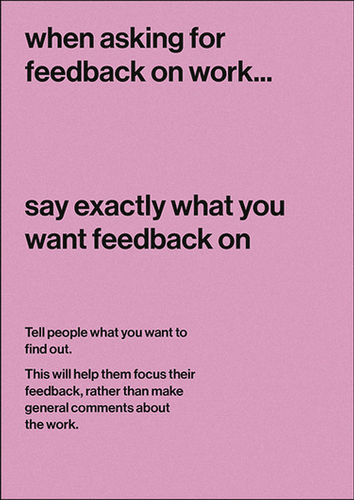 when asking for
feedback on work...
say exactly what you
want feedback on
Tell people what you want to
find out.
This will help them focus their
feedback, rather than make
general comments about
the work.